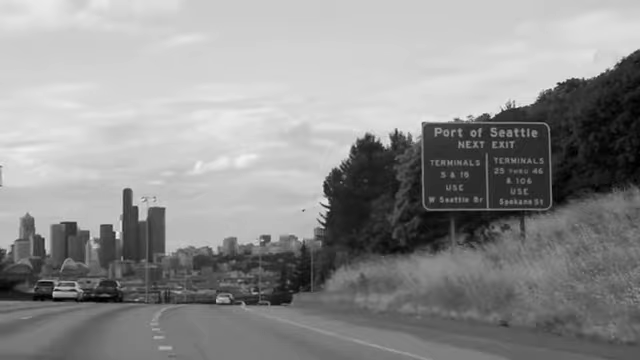 Port of Seattle
NEXT EXIT
TERMINALS
5 & 18
USE
W Seattle Br
TERMINALS
25 THRU 46
& 106
USE
Spokane St